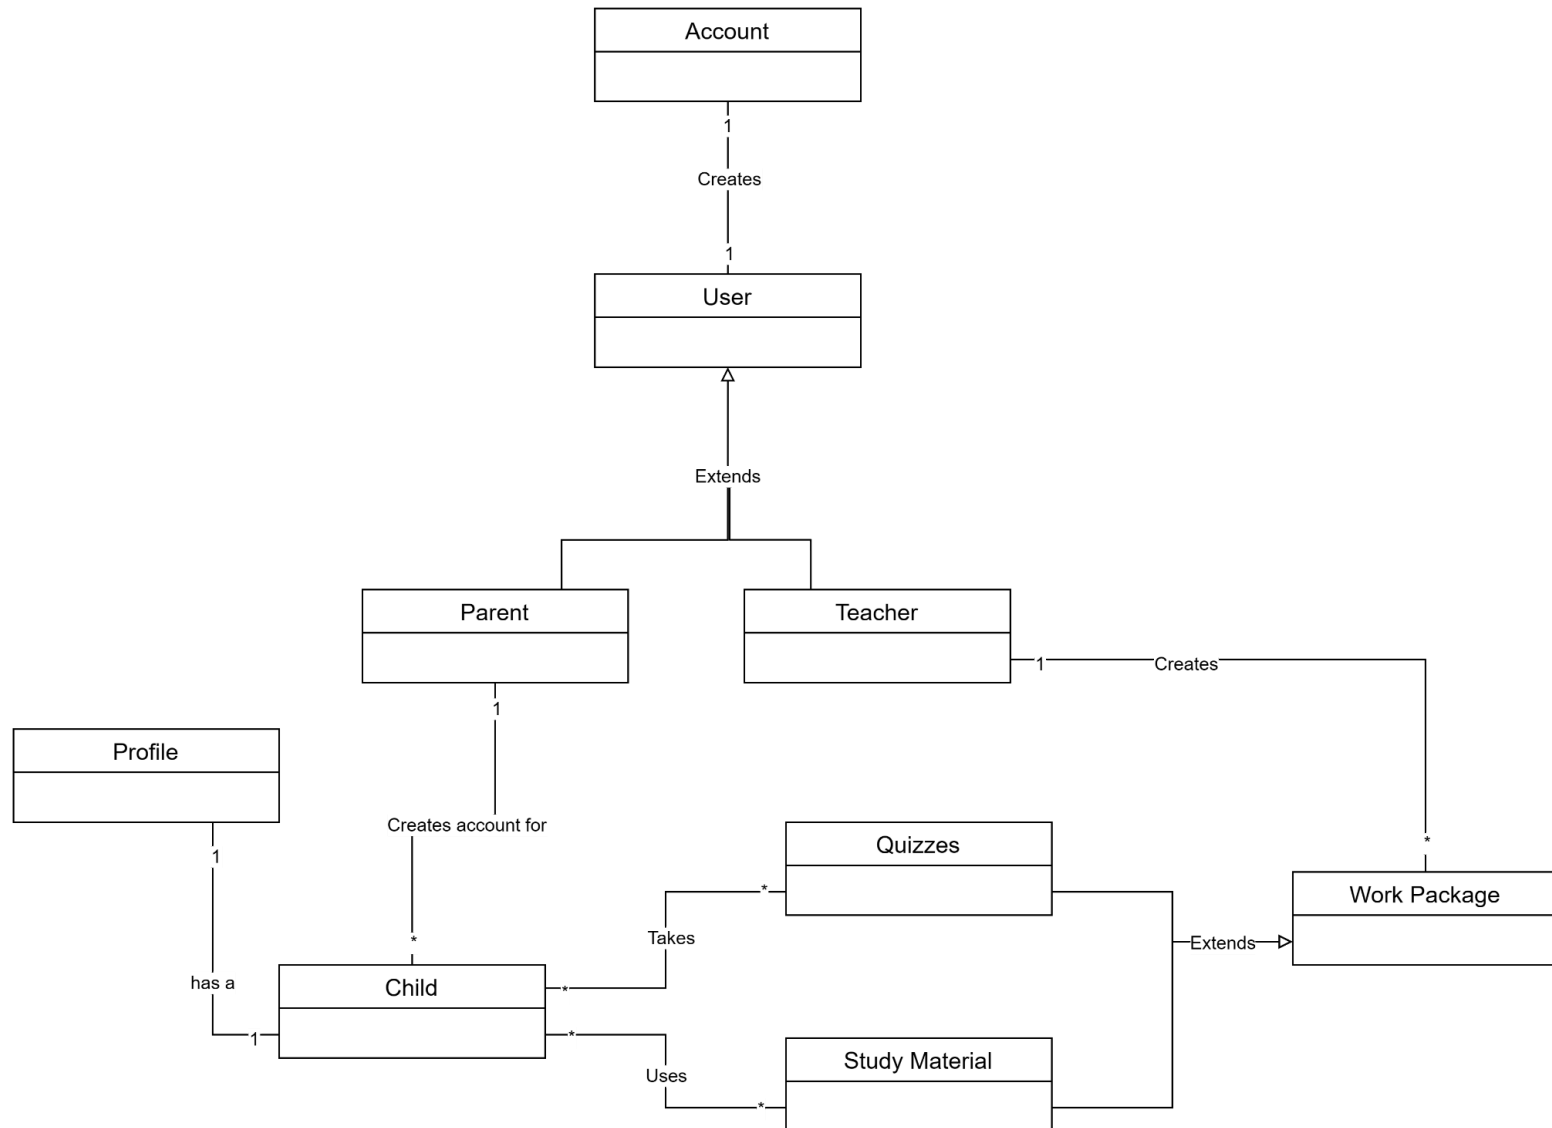 Account
1
Creates
1
User
Extends
Parent
Teacher
1
Creates
1
Profile
Creates account for
Quizzes
*
1
*
Work Package
*
Takes
Extends
has a
Child
*
*
1
Study Material
Uses
*